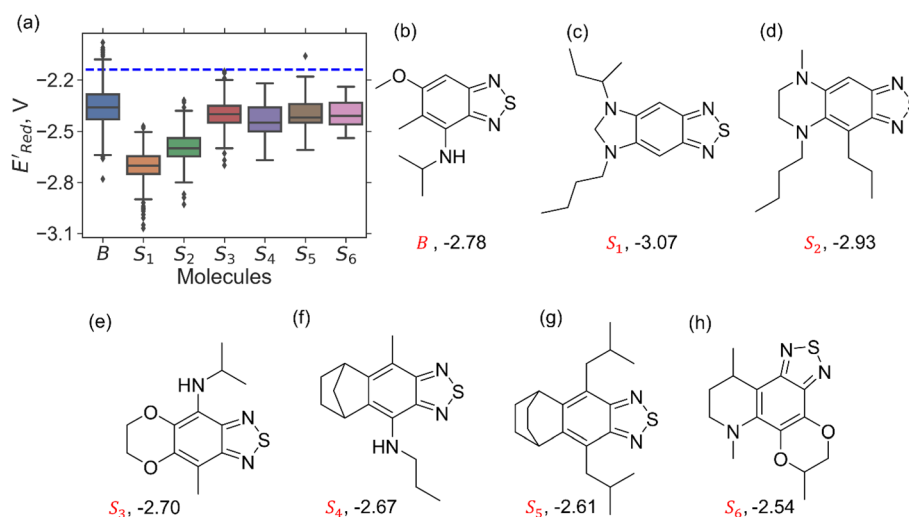 (a)
E'Red, V
−2.2
−2.5
−2.8
−3.1
B S1 S2 S3 S4 S5 S6
Molecules
(b)
O
N
S
N
NH
B , -2.78
(c)
N
N
S
N
N
S1, -3.07
(d)
N
N
N
N
S2, -2.93
(e)
HN
O
O
N
S
N
S3, -2.70
(f)
N
S
N
HN
S4, -2.67
(g)
N
S
N
S5, -2.61
(h)
N
S
N
N
O
O
S6, -2.54